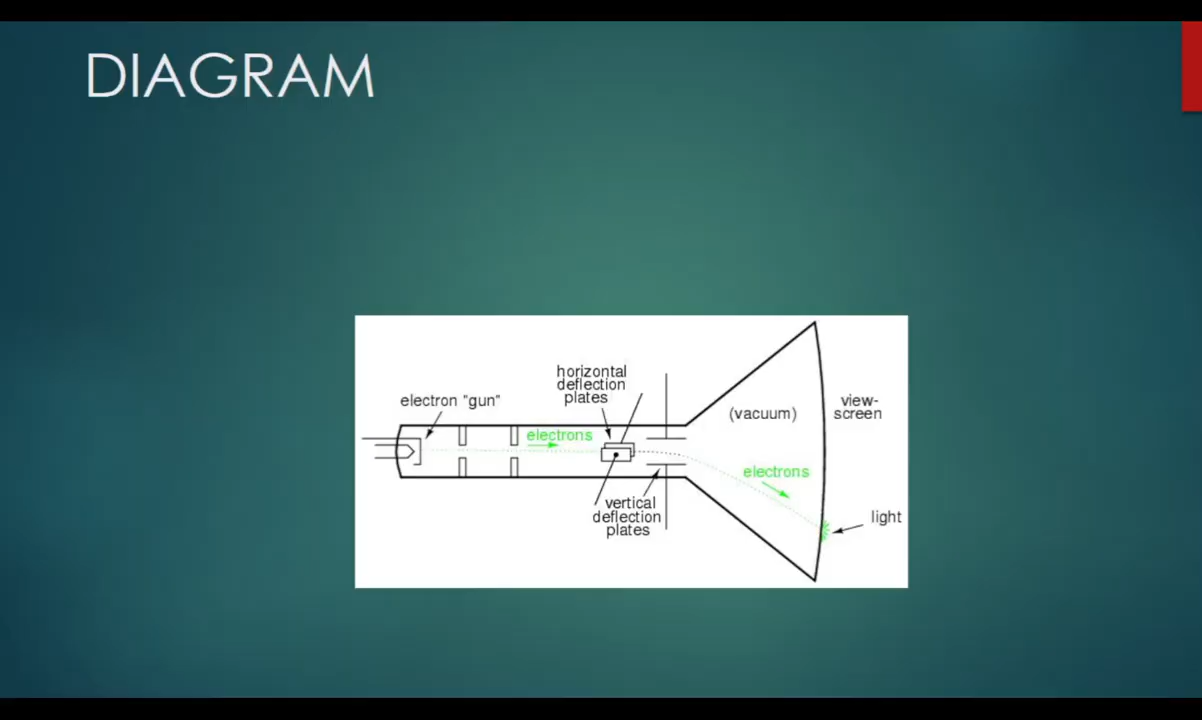 DIAGRAM
horizontal
deflection
plates
electron "gun"
electrons
(vacuum)
view-
screen
electrons
vertical
deflection
plates
light